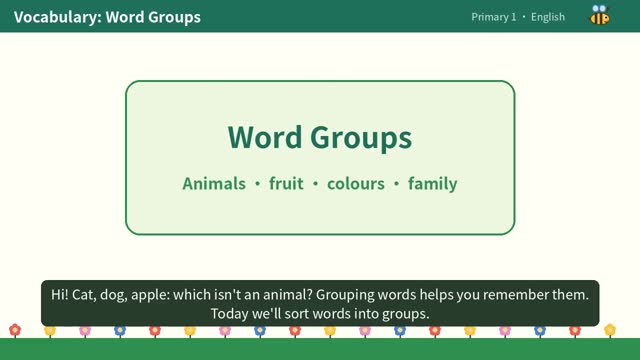 Vocabulary: Word Groups
Primary 1 • English
Word Groups
Animals • fruit • colours • family
Hi! Cat, dog, apple: which isn't an animal? Grouping words helps you remember them.
Today we'll sort words into groups.